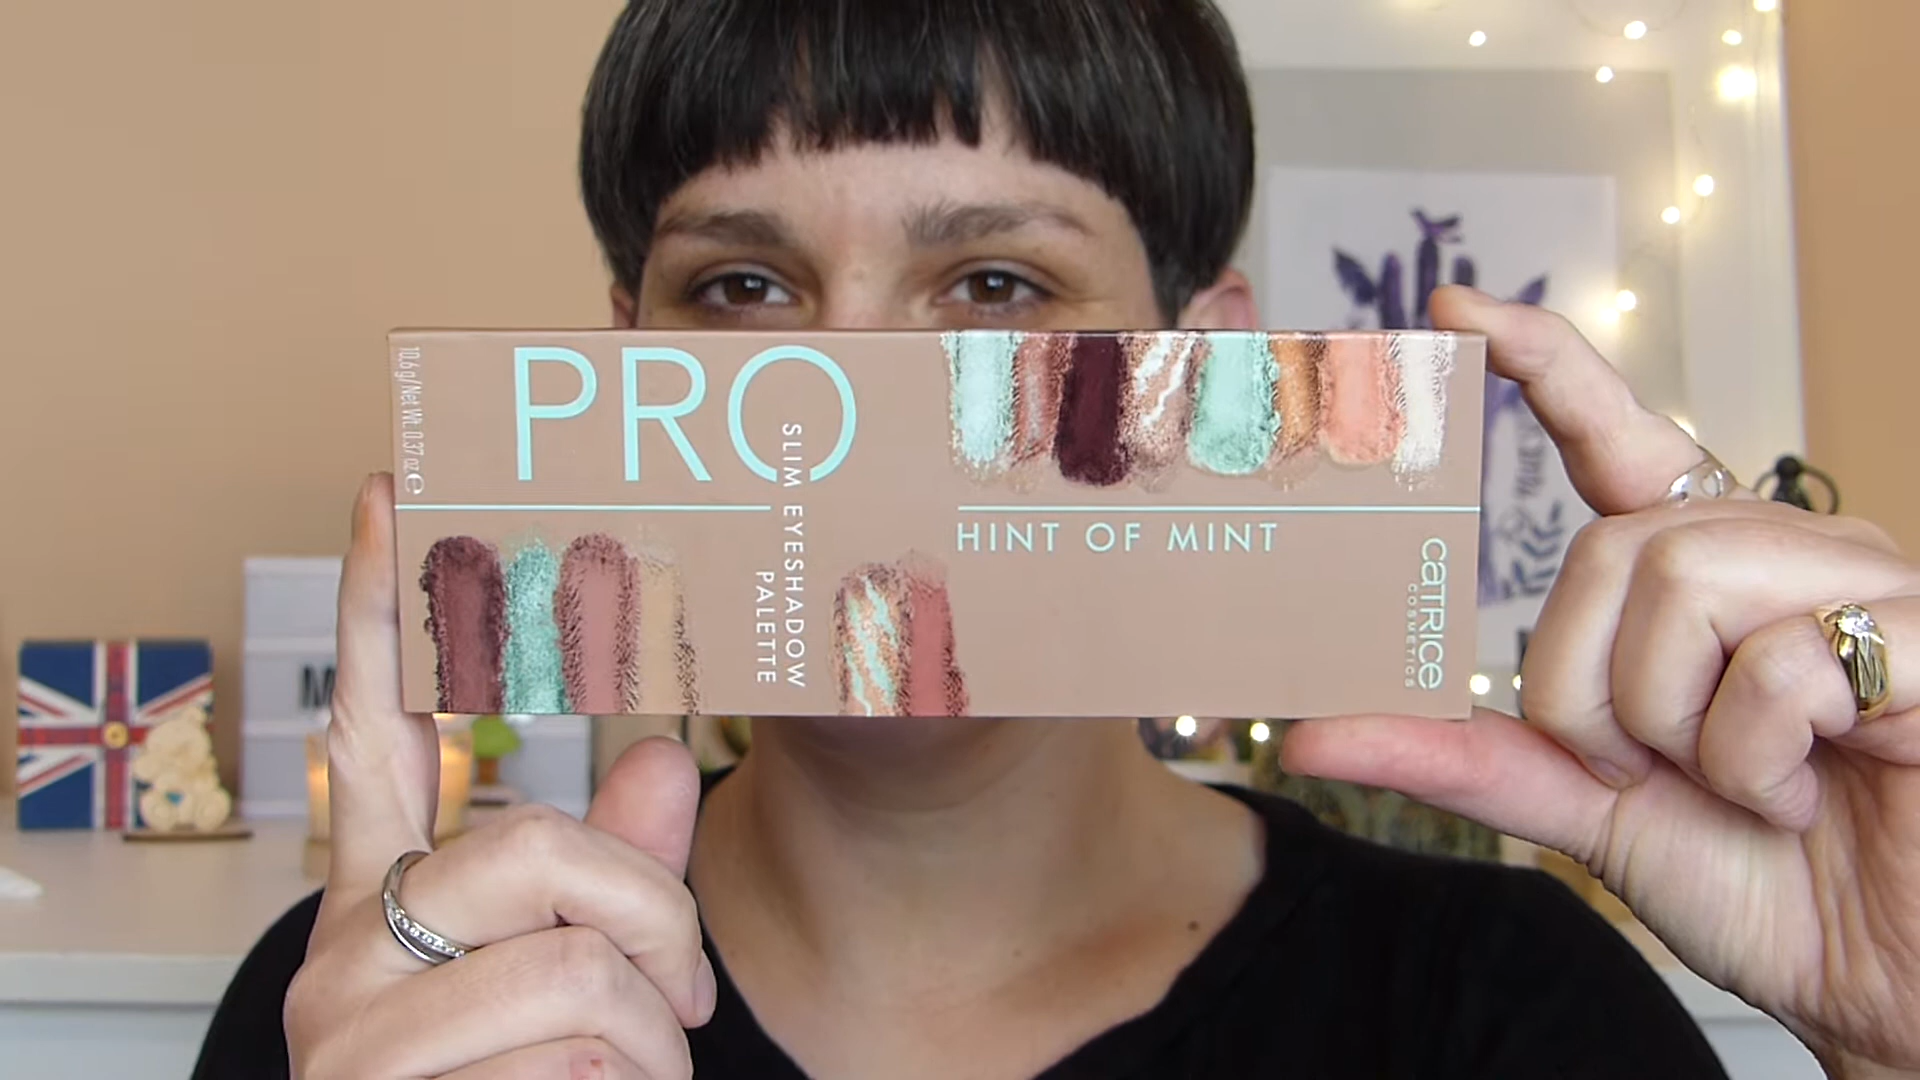 10.6 g/Net Wt. 0.37 oz ℮
PRO
SLIM EYESHADOW
PALETTE
HINT OF MINT
CATRICE
COSMETICS
M